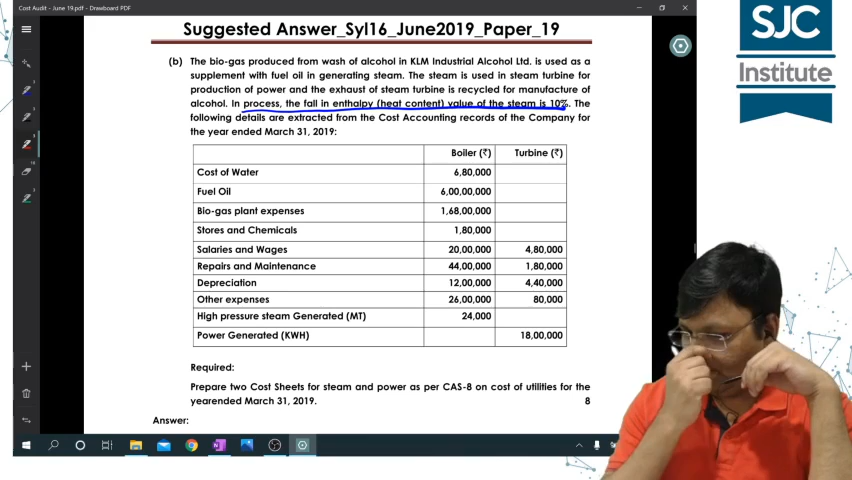 Cost Audit - June 19.pdf - Drawboard PDF
SJC
Institute
Suggested Answer_Syl16_June2019_Paper_19
(b) The bio-gas produced from wash of alcohol in KLM Industrial Alcohol Ltd. is used as a
supplement with fuel oil in generating steam. The steam is used in steam turbine for
production of power and the exhaust of steam turbine is recycled for manufacture of
alcohol. In process, the fall in enthalpy (heat content) value of the steam is 10%. The
following details are extracted from the Cost Accounting records of the Company for
the year ended March 31, 2019:
Boiler (₹) Turbine (₹)
Cost of Water 6,80,000
Fuel Oil 6,00,00,000
Bio-gas plant expenses 1,68,00,000
Stores and Chemicals 1,80,000
Salaries and Wages 20,00,000 4,80,000
Repairs and Maintenance 44,00,000 1,80,000
Depreciation 12,00,000 4,40,000
Other expenses 26,00,000 80,000
High pressure steam Generated (MT) 24,000
Power Generated (KWH) 18,00,000
Required:
Prepare two Cost Sheets for steam and power as per CAS-8 on cost of utilities for the
yearended March 31, 2019. 8
Answer: